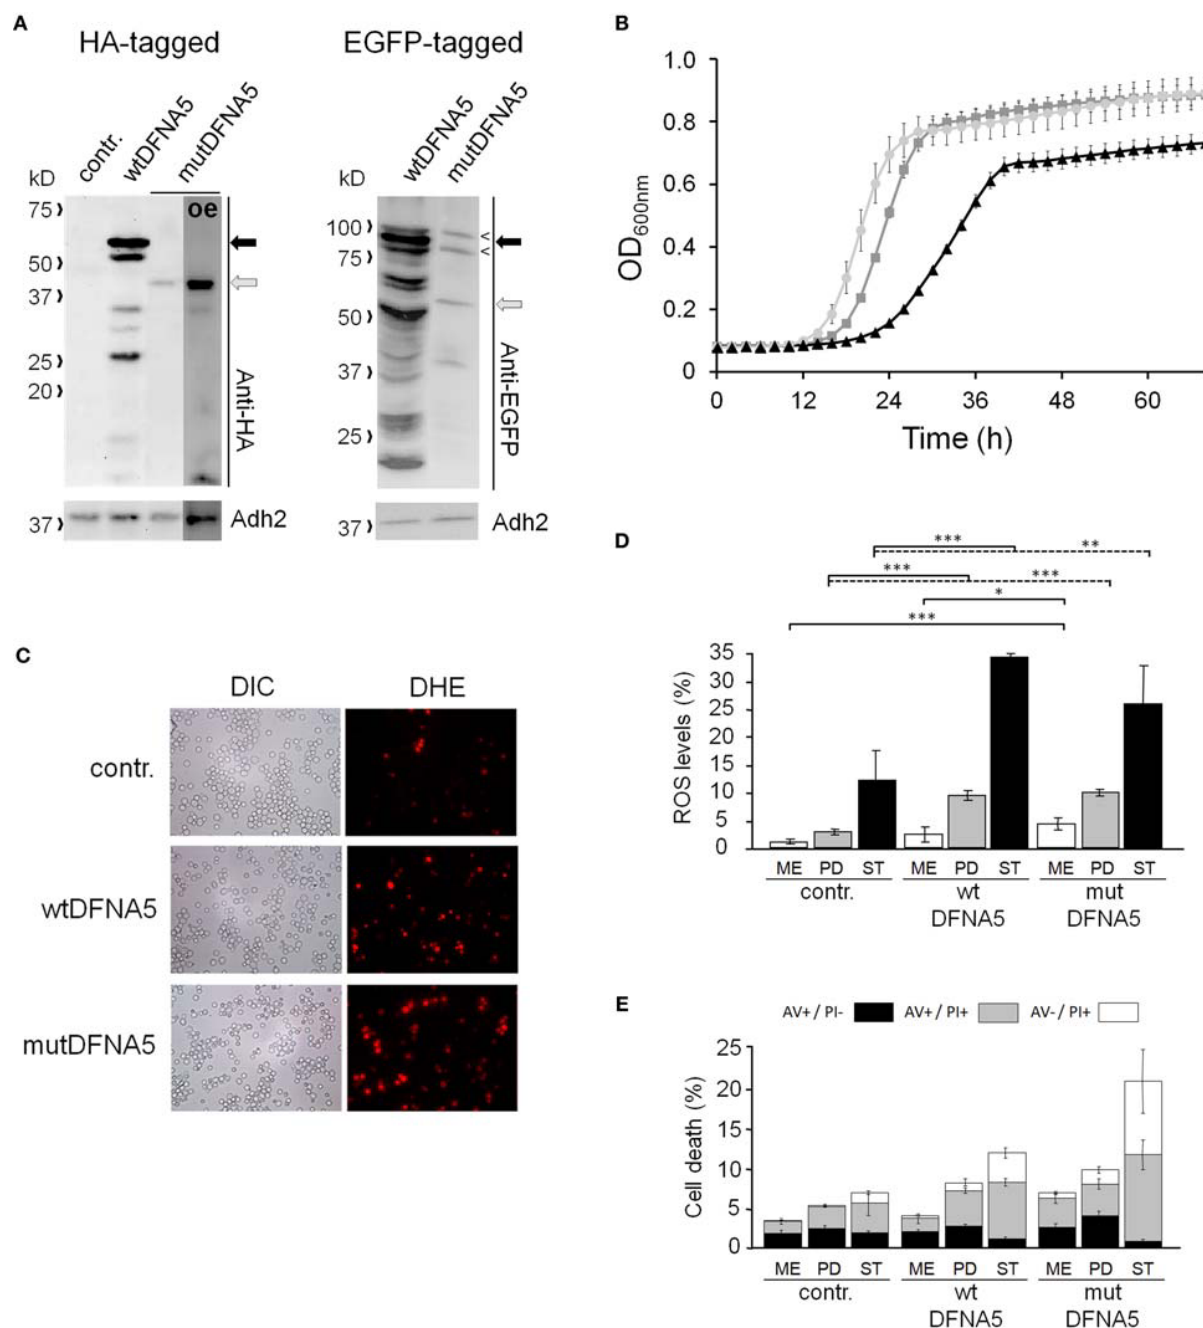 A
HA-tagged
EGFP-tagged
contr.
wtDFNA5
mutDFNA5
wtDFNA5
mutDFNA5
kD
75
50
37
25
20
oe
Anti-HA
37
Adh2
kD
100
75
50
37
25
<
<
Anti-EGFP
37
Adh2
B
OD600nm
1.0
0.8
0.6
0.4
0.2
0
0 12 24 36 48 60
Time (h)
C
DIC DHE
contr.
wtDFNA5
mutDFNA5
D
***
**
***
***
*
***
ROS levels (%)
35
30
25
20
15
10
5
0
ME PD ST ME PD ST ME PD ST
contr. wt mut
DFNA5 DFNA5
E
AV+ / PI- AV+ / PI+ AV- / PI+
Cell death (%)
25
20
15
10
5
0
ME PD ST ME PD ST ME PD ST
contr. wt mut
DFNA5 DFNA5